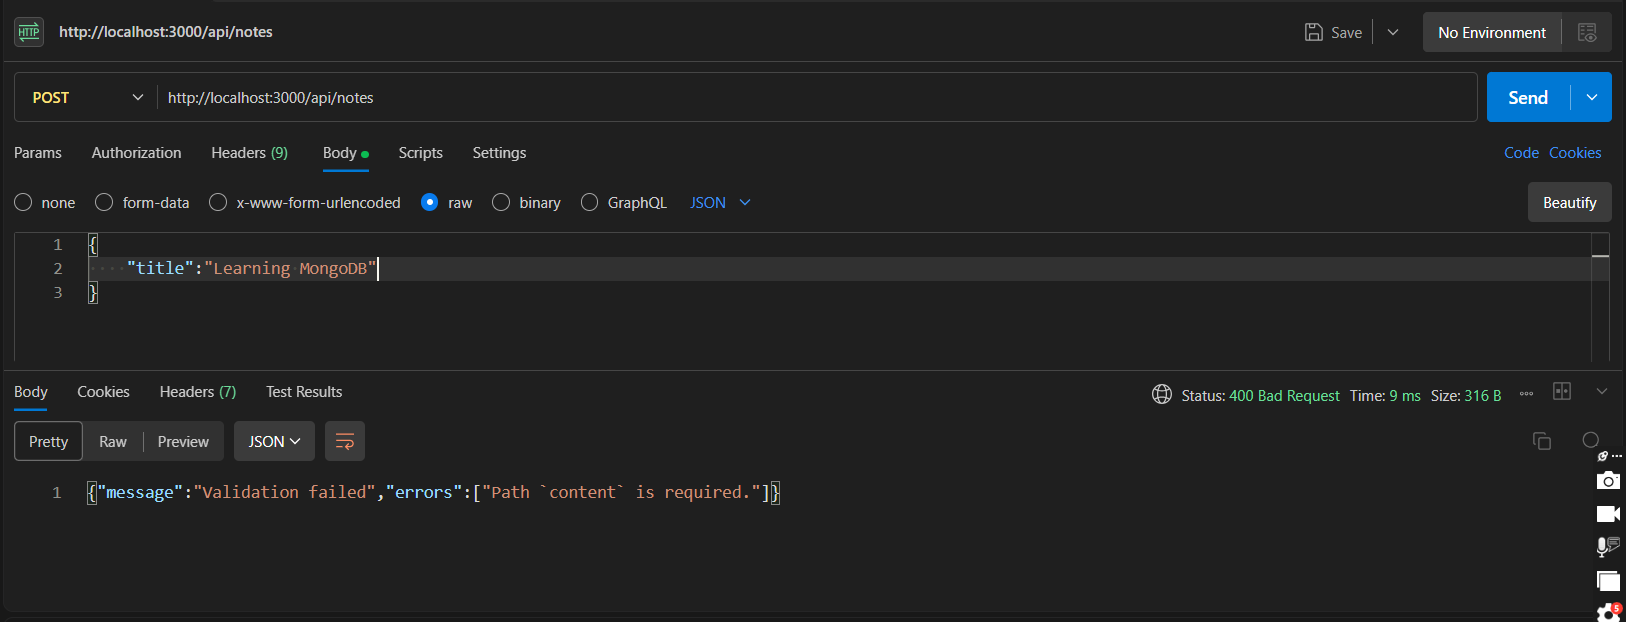 HTTP http://localhost:3000/api/notes Save No Environment
POST http://localhost:3000/api/notes Send
Params Authorization Headers (9) Body Scripts Settings Code Cookies
none form-data x-www-form-urlencoded raw binary GraphQL JSON Beautify
1 {
2 ····"title":"Learning·MongoDB"
3 }
Body Cookies Headers (7) Test Results Status: 400 Bad Request Time: 9 ms Size: 316 B
Pretty Raw Preview JSON
1 {"message":"Validation failed","errors":["Path `content` is required."]}
5